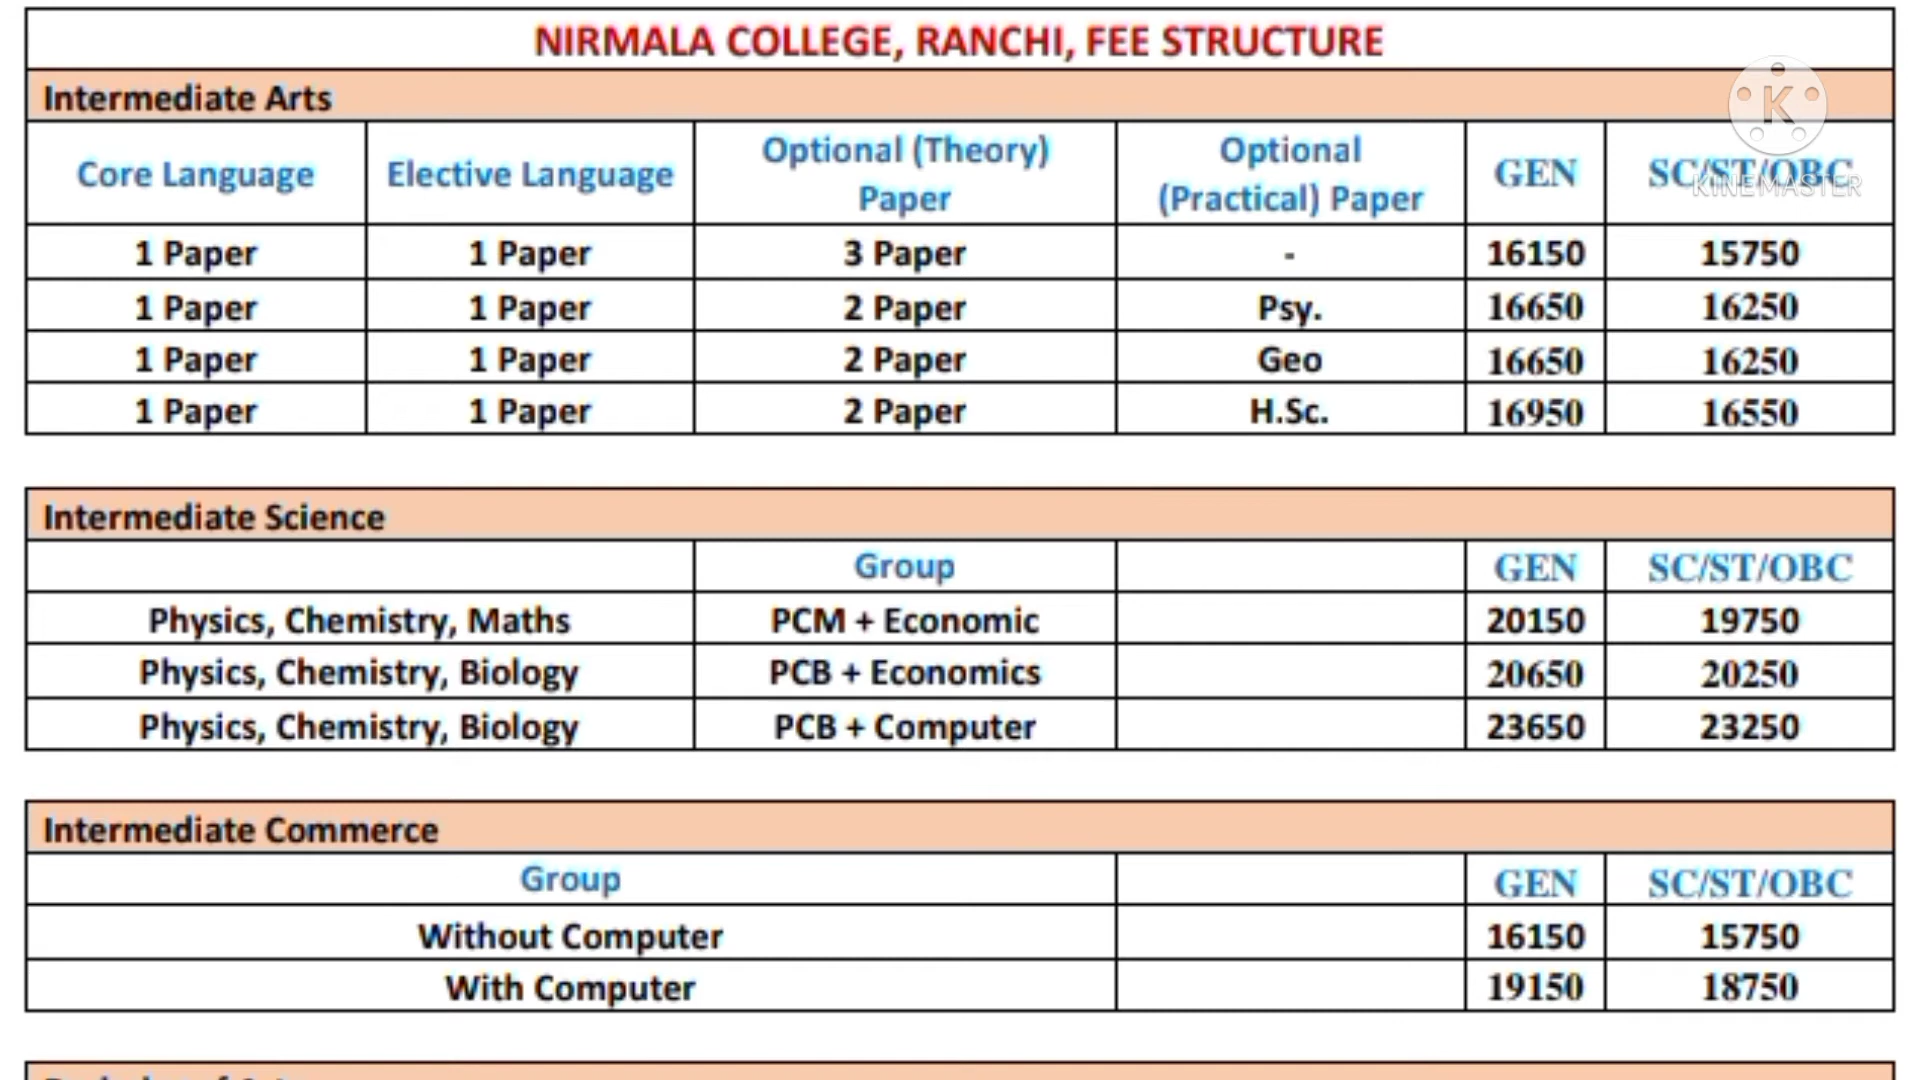 NIRMALA COLLEGE, RANCHI, FEE STRUCTURE
Intermediate Arts
Core Language Elective Language Optional (Theory) Paper Optional (Practical) Paper GEN SC/ST/OBC
KINEMASTER
1 Paper 1 Paper 3 Paper - 16150 15750
1 Paper 1 Paper 2 Paper Psy. 16650 16250
1 Paper 1 Paper 2 Paper Geo 16650 16250
1 Paper 1 Paper 2 Paper H.Sc. 16950 16550
Intermediate Science
Group GEN SC/ST/OBC
Physics, Chemistry, Maths PCM + Economic 20150 19750
Physics, Chemistry, Biology PCB + Economics 20650 20250
Physics, Chemistry, Biology PCB + Computer 23650 23250
Intermediate Commerce
Group GEN SC/ST/OBC
Without Computer 16150 15750
With Computer 19150 18750